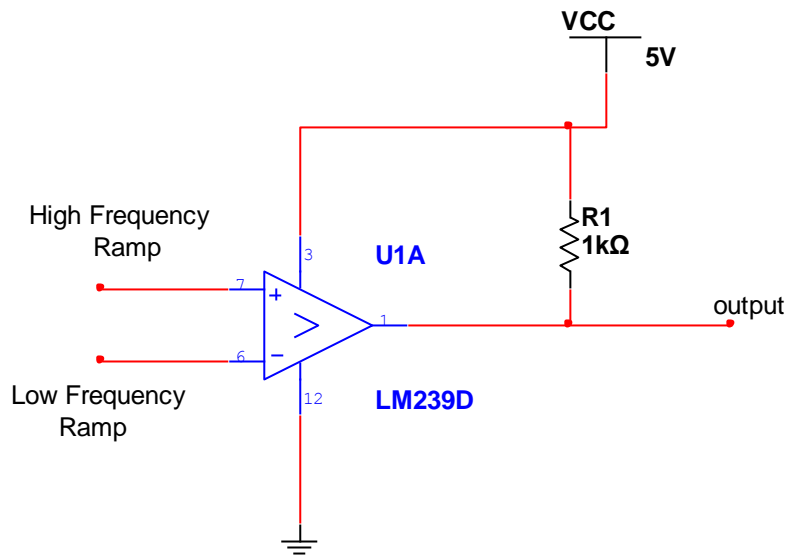 VCC
5V
High Frequency
Ramp
3
U1A
R1
1kΩ
7
+
1
output
6
−
Low Frequency
Ramp
12
LM239D